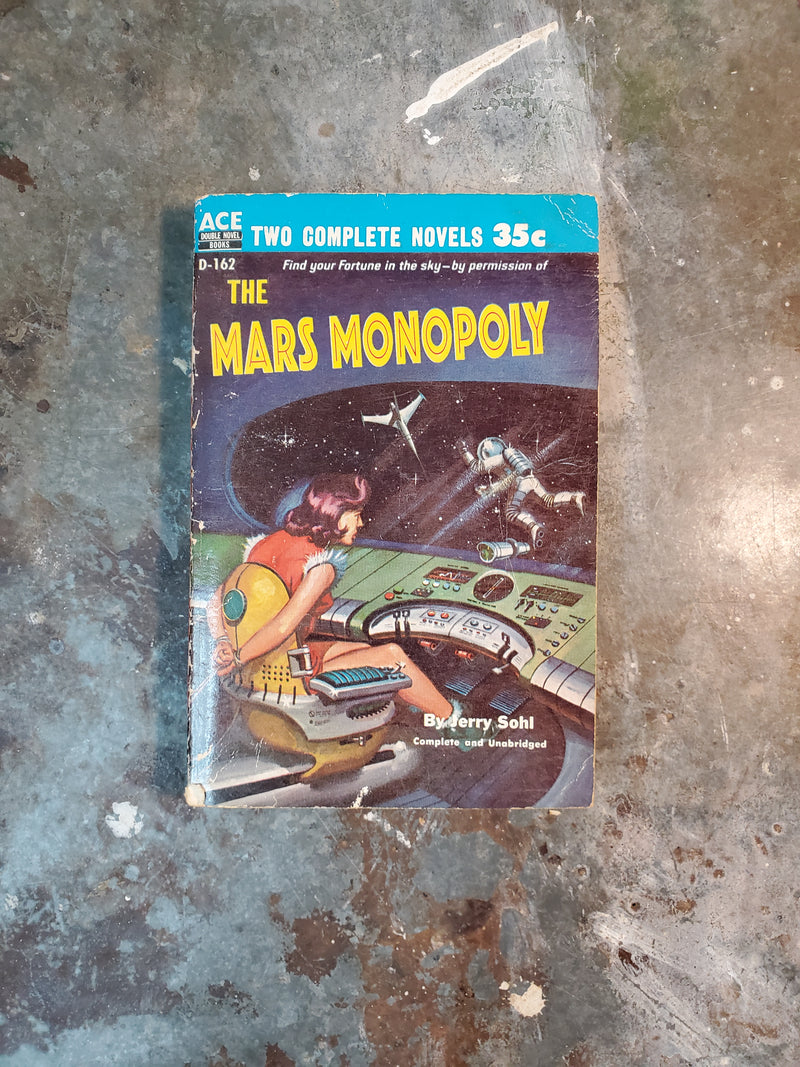 ACE
DOUBLE NOVEL
BOOKS
TWO COMPLETE NOVELS 35c
D-162
Find your Fortune in the sky—by permission of
THE
MARS MONOPOLY
By Jerry Sohl
Complete and Unabridged